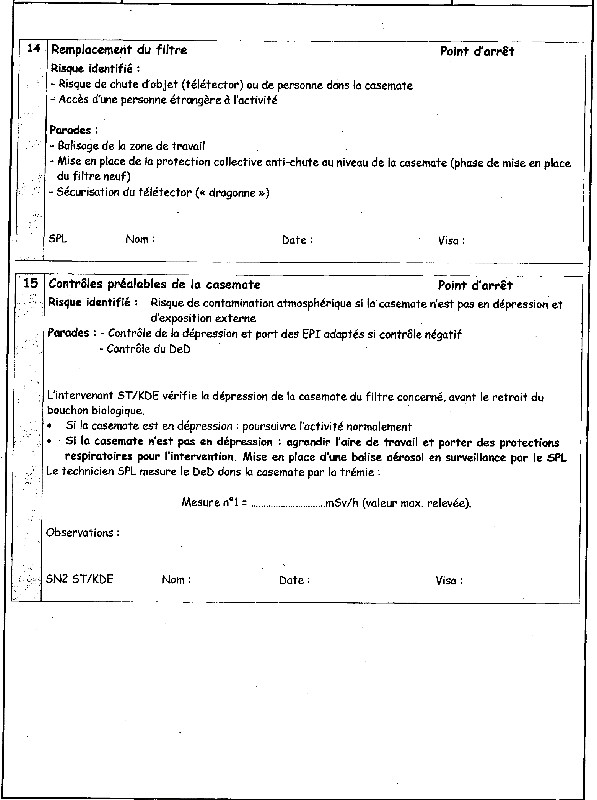 14 Remplacement du filtre Point d'arrêt
Risque identifié :
- Risque de chute d'objet (télétector) ou de personne dans la casemate
- Accès d'une personne étrangère à l'activité
Parades :
- Balisage de la zone de travail
- Mise en place de la protection collective anti-chute au niveau de la casemate (phase de mise en place
du filtre neuf)
- Sécurisation du télétector (« dragonne »)
SPL Nom : Date : Visa :
15 Contrôles préalables de la casemate Point d'arrêt
Risque identifié : Risque de contamination atmosphérique si la casemate n'est pas en dépression et
d'exposition externe
Parades : - Contrôle de la dépression et port des EPI adaptés si contrôle négatif
- Contrôle du DeD
L'intervenant ST/KDE vérifie la dépression de la casemate du filtre concerné, avant le retrait du
bouchon biologique.
• Si la casemate est en dépression : poursuivre l'activité normalement
• Si la casemate n'est pas en dépression : agrandir l'aire de travail et porter des protections
respiratoires pour l'intervention. Mise en place d'une balise aérosol en surveillance par le SPL
Le technicien SPL mesure le DeD dans la casemate par la trémie :
Mesure n°1 = ...........................mSv/h (valeur max. relevée).
Observations :
SN2 ST/KDE Nom : Date : Visa :